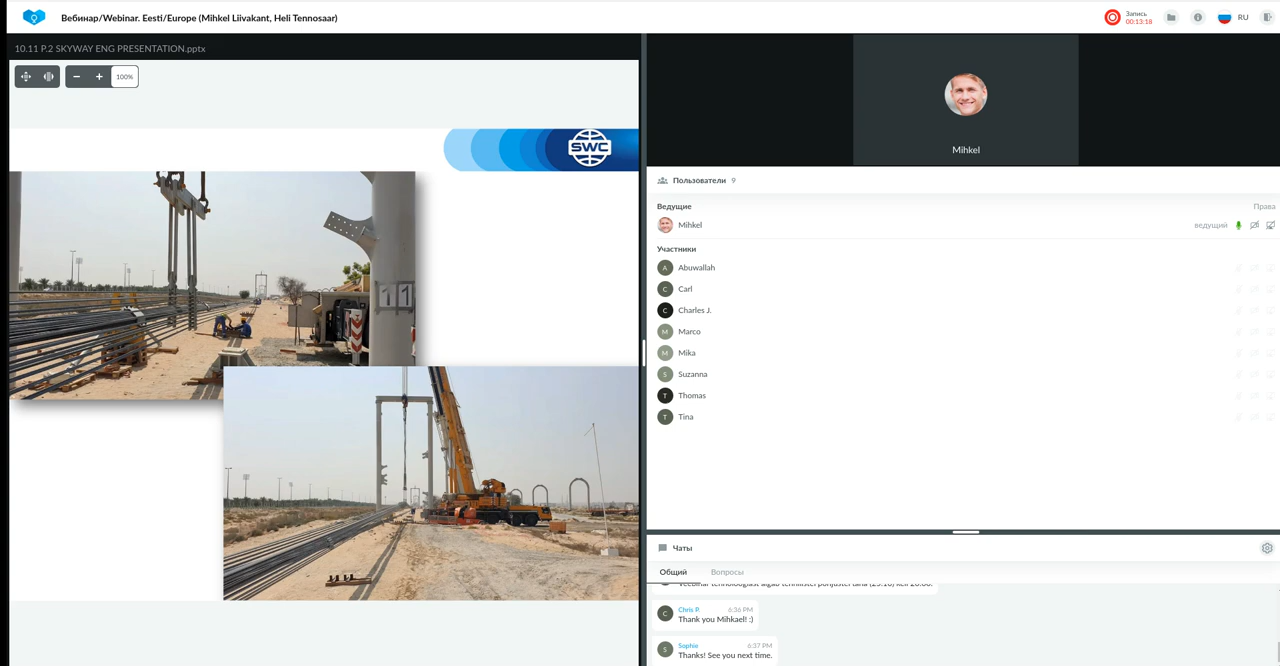 Вебинар/Webinar. Eesti/Europe (Mihkel Liivakant, Heli Tennosaar)
Запись
00:13:18
RU
10.11 P.2 SKYWAY ENG PRESENTATION.pptx
100%
SWC
11
Mihkel
Пользователи 9
Ведущие Права
Mihkel ведущий
Участники
A Abuwallah
C Carl
C Charles J.
M Marco
M Mika
S Suzanna
T Thomas
T Tina
Чаты
Общий Вопросы
C Chris P. 6:36 PM
Thank you Mihkael! :)
S Sophie 6:37 PM
Thanks! See you next time.